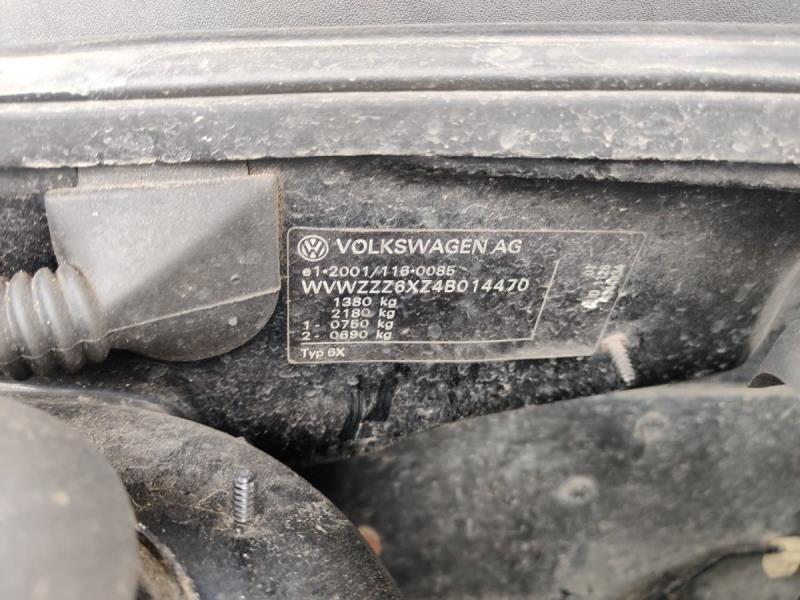 VOLKSWAGEN AG
e1*2001/116*0085
WVWZZZ6XZ4B014470
1380 kg
2180 kg
1 - 0750 kg
2 - 0690 kg
Typ 6X